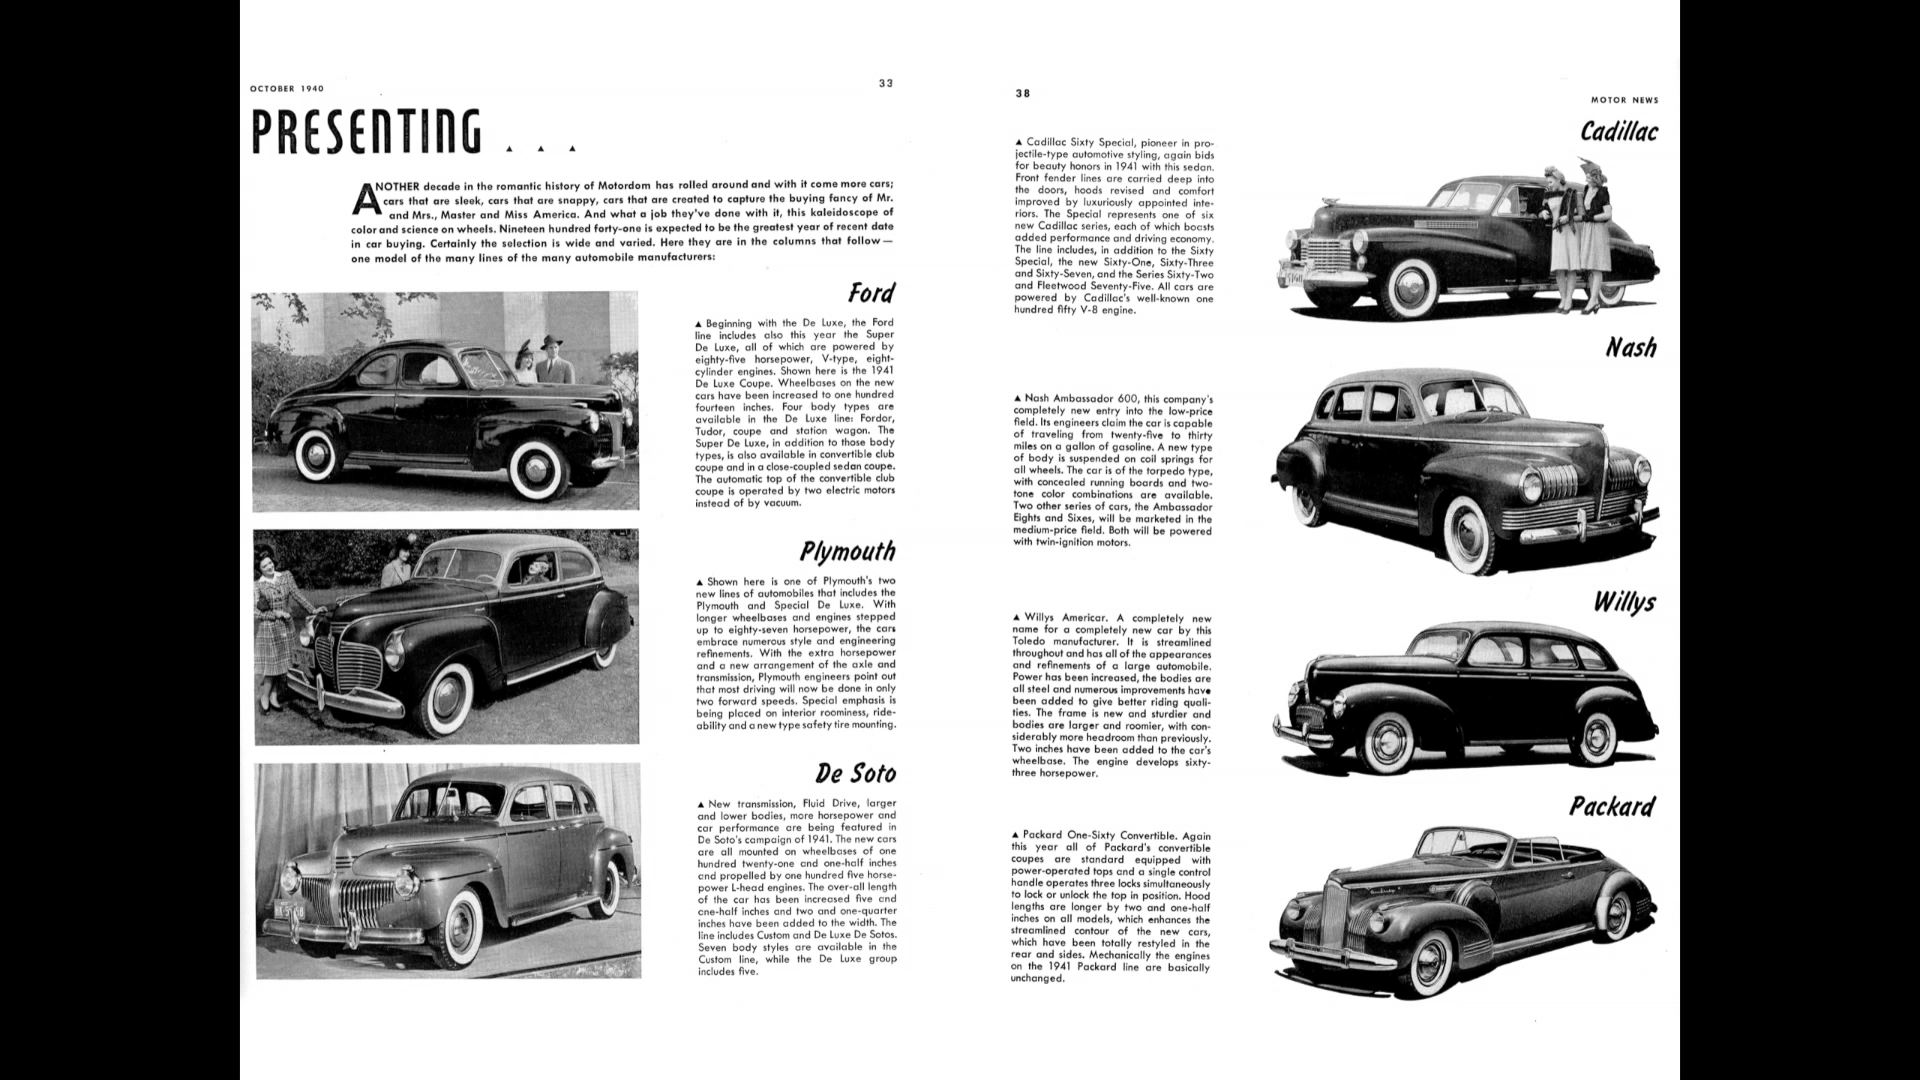 OCTOBER 1940
33
PRESENTING . . .
ANOTHER decade in the romantic history of Motordom has rolled around and with it come more cars;
cars that are sleek, cars that are snappy, cars that are created to capture the buying fancy of Mr.
and Mrs., Master and Miss America. And what a job they've done with it, this kaleidoscope of
color and science on wheels. Nineteen hundred forty-one is expected to be the greatest year of recent date
in car buying. Certainly the selection is wide and varied. Here they are in the columns that follow—
one model of the many lines of the many automobile manufacturers:
Ford
▲ Beginning with the De Luxe, the Ford
line includes also this year the Super
De Luxe, all of which are powered by
eighty-five horsepower, V-type, eight-
cylinder engines. Shown here is the 1941
De Luxe Coupe. Wheelbases on the new
cars have been increased to one hundred
fourteen inches. Four body types are
available in the De Luxe line: Fordor,
Tudor, coupe and station wagon. The
Super De Luxe, in addition to those body
types, is also available in convertible club
coupe and in a close-coupled sedan coupe.
The automatic top of the convertible club
coupe is operated by two electric motors
instead of by vacuum.
Plymouth
▲ Shown here is one of Plymouth's two
new lines of automobiles that includes the
Plymouth and Special De Luxe. With
longer wheelbases and engines stepped
up to eighty-seven horsepower, the cars
embrace numerous style and engineering
refinements. With the extra horsepower
and a new arrangement of the axle and
transmission, Plymouth engineers point out
that most driving will now be done in only
two forward speeds. Special emphasis is
being placed on interior roominess, ride-
ability and a new type safety tire mounting.
De Soto
▲ New transmission, Fluid Drive, larger
and lower bodies, more horsepower and
car performance are being featured in
De Soto's campaign of 1941. The new cars
are all mounted on wheelbases of one
hundred twenty-one and one-half inches
and propelled by one hundred five horse-
power L-head engines. The over-all length
of the car has been increased five and
one-half inches and two and one-quarter
inches have been added to the width. The
line includes Custom and De Luxe De Sotos.
Seven body styles are available in the
Custom line, while the De Luxe group
includes five.
38
MOTOR NEWS
Cadillac
▲ Cadillac Sixty Special, pioneer in pro-
jectile-type automotive styling, again bids
for beauty honors in 1941 with this sedan.
Front fender lines are carried deep into
the doors, hoods revised and comfort
improved by luxuriously appointed inte-
riors. The Special represents one of six
new Cadillac series, each of which boasts
added performance and driving economy.
The line includes, in addition to the Sixty
Special, the new Sixty-One, Sixty-Three
and Sixty-Seven, and the Series Sixty-Two
and Fleetwood Seventy-Five. All cars are
powered by Cadillac's well-known one
hundred fifty V-8 engine.
Nash
▲ Nash Ambassador 600, this company's
completely new entry into the low-price
field. Its engineers claim the car is capable
of traveling from twenty-five to thirty
miles on a gallon of gasoline. A new type
of body is suspended on coil springs for
all wheels. The car is of the torpedo type,
with concealed running boards and two-
tone color combinations are available.
Two other series of cars, the Ambassador
Eights and Sixes, will be marketed in the
medium-price field. Both will be powered
with twin-ignition motors.
Willys
▲ Willys Americar. A completely new
name for a completely new car by this
Toledo manufacturer. It is streamlined
throughout and has all of the appearances
and refinements of a large automobile.
Power has been increased, the bodies are
all steel and numerous improvements have
been added to give better riding quali-
ties. The frame is new and sturdier and
bodies are larger and roomier, with con-
siderably more headroom than previously.
Two inches have been added to the car's
wheelbase. The engine develops sixty-
three horsepower.
Packard
▲ Packard One-Sixty Convertible. Again
this year all of Packard's convertible
coupes are standard equipped with
power-operated tops and a single control
handle operates three locks simultaneously
to lock or unlock the top in position. Hood
lengths are longer by two and one-half
inches on all models, which enhances the
streamlined contour of the new cars,
which have been totally restyled in the
rear and sides. Mechanically the engines
on the 1941 Packard line are basically
unchanged.